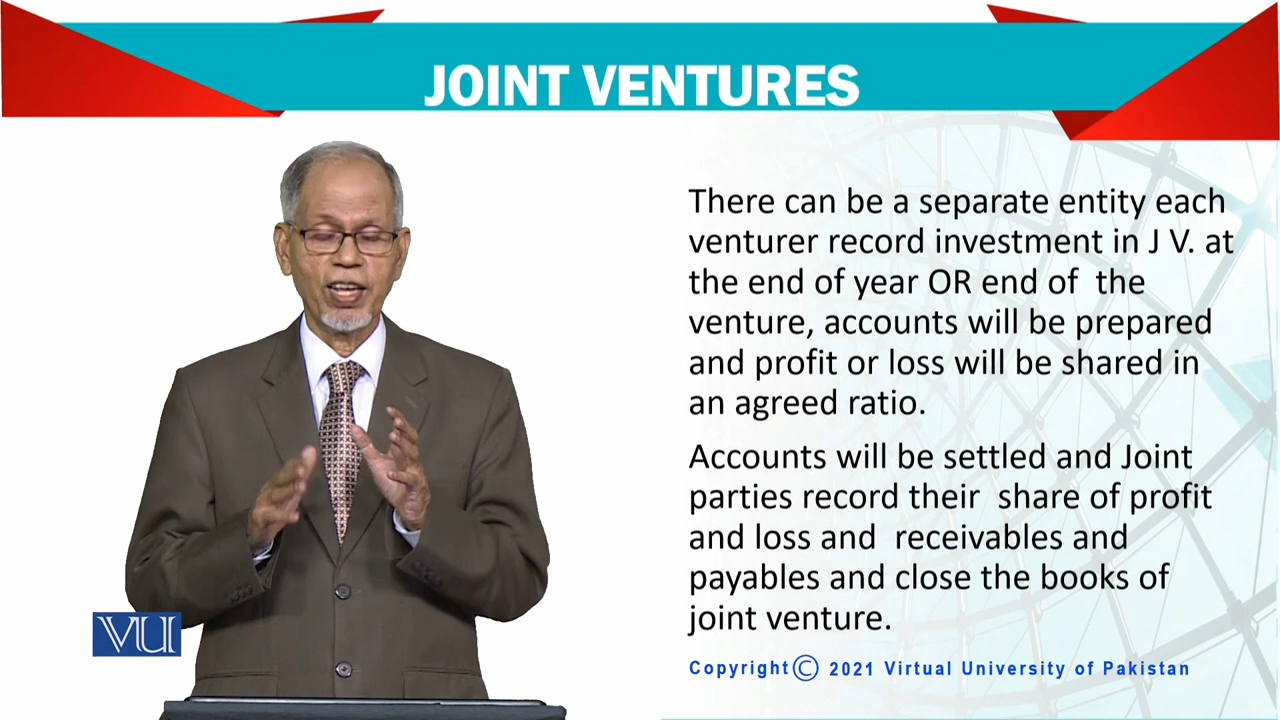 JOINT VENTURES
There can be a separate entity each
venturer record investment in J V. at
the end of year OR end of the
venture, accounts will be prepared
and profit or loss will be shared in
an agreed ratio.
Accounts will be settled and Joint
parties record their share of profit
and loss and receivables and
payables and close the books of
joint venture.
VU
Copyright© 2021 Virtual University of Pakistan